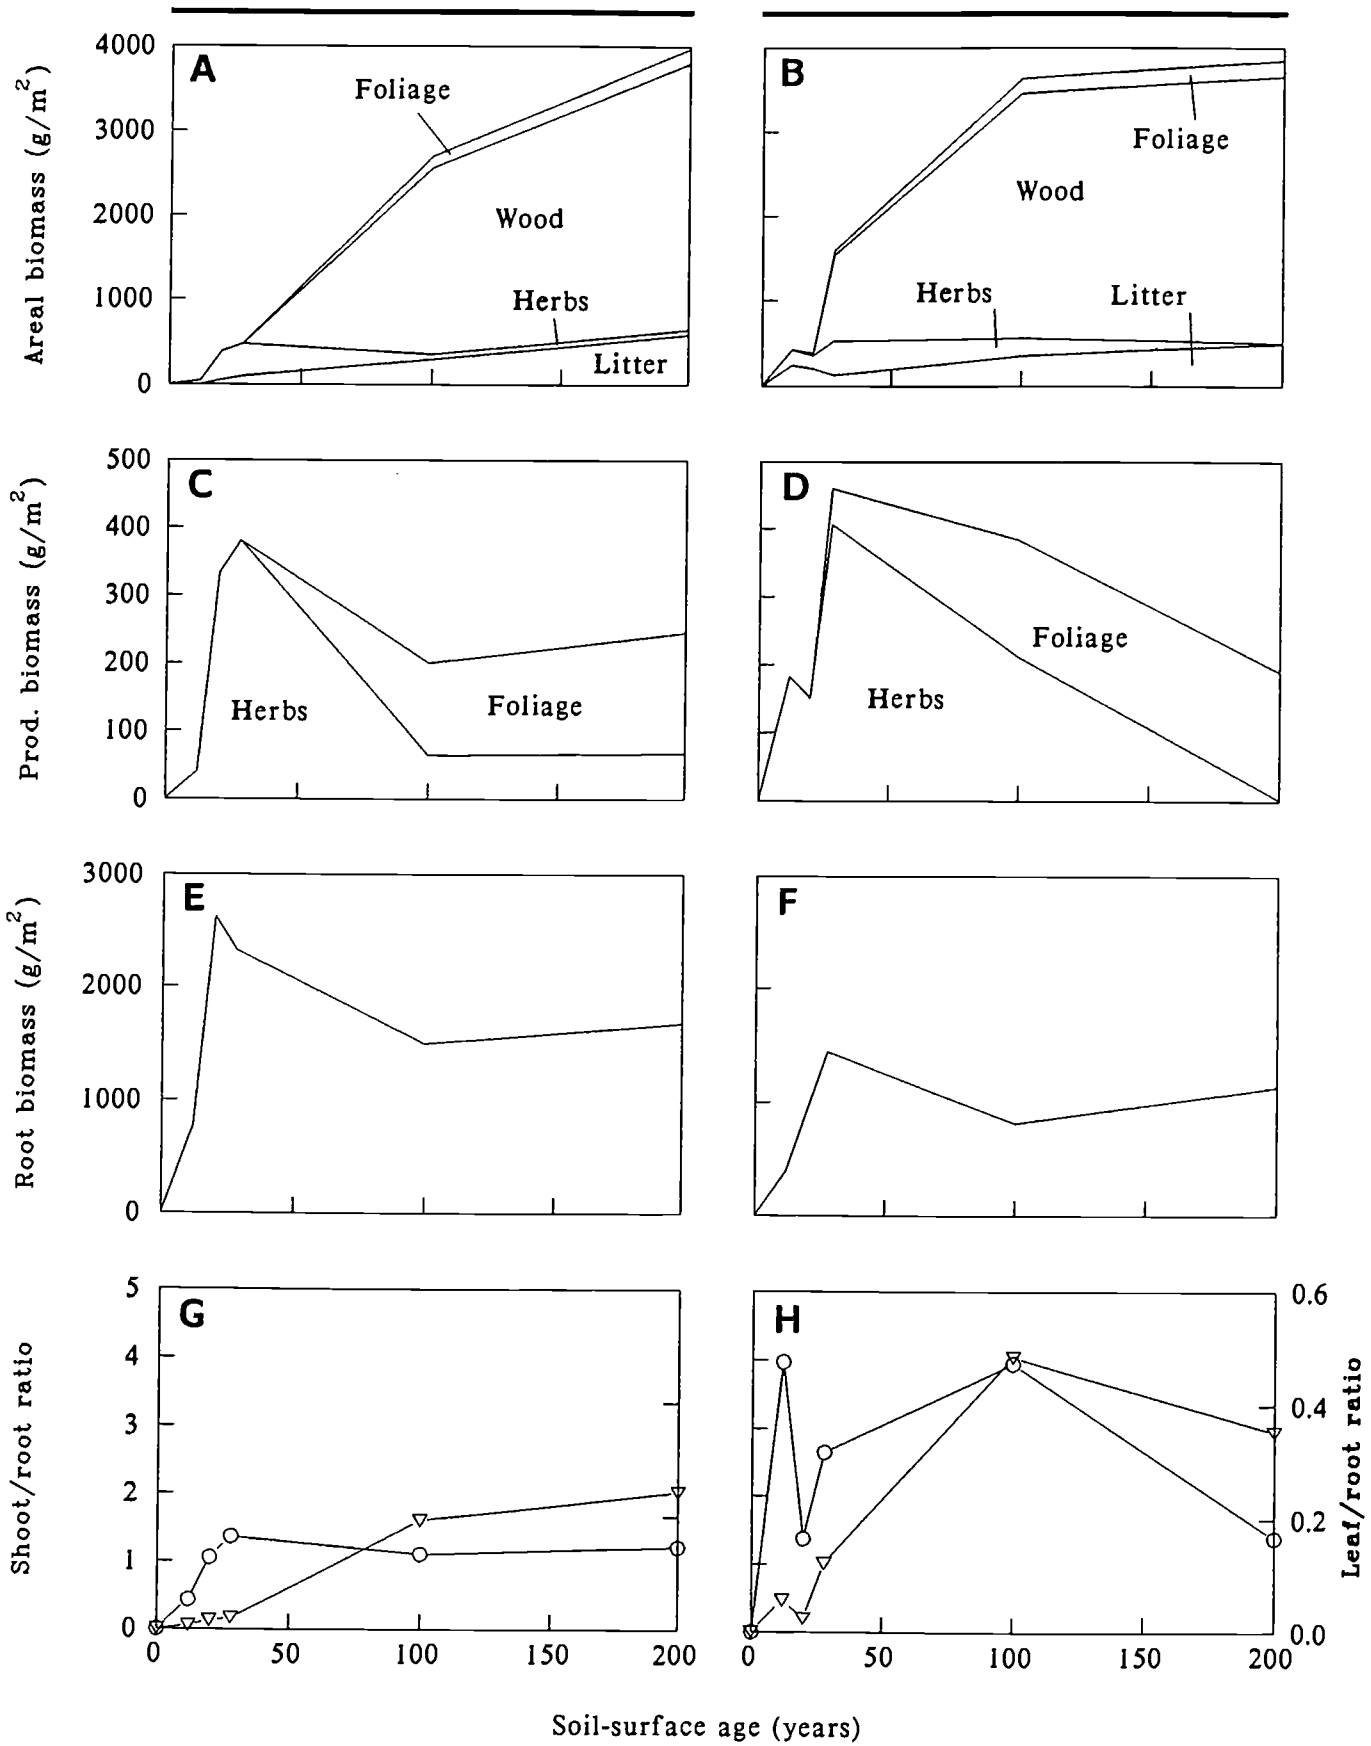 A
B
Areal biomass (g/m²)
4000
3000
2000
1000
0
Foliage
Wood
Herbs
Litter
Foliage
Wood
Herbs
Litter
C
D
Prod. biomass (g/m²)
500
400
300
200
100
0
Herbs
Foliage
Foliage
Herbs
E
F
Root biomass (g/m²)
3000
2000
1000
0
G
H
Shoot/root ratio
5
4
3
2
1
0
0.6
0.4
0.2
0.0
Leaf/root ratio
0 50 100 150 200
0 50 100 150 200
Soil-surface age (years)